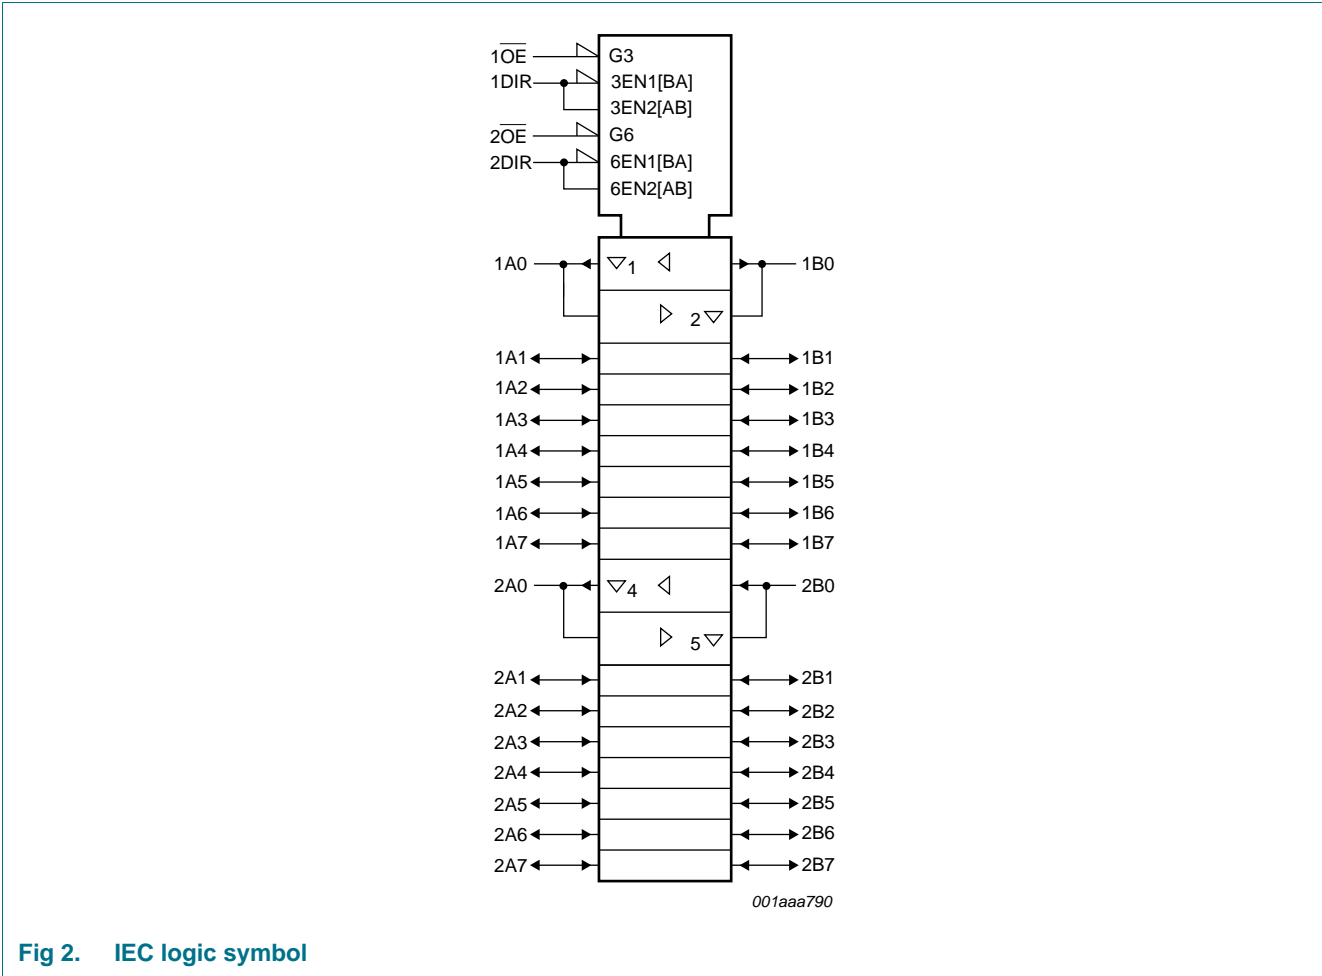 1OE G3
1DIR 3EN1[BA]
3EN2[AB]
2OE G6
2DIR 6EN1[BA]
6EN2[AB]
1A0 1 1B0
2
1A1 1B1
1A2 1B2
1A3 1B3
1A4 1B4
1A5 1B5
1A6 1B6
1A7 1B7
2A0 4 2B0
5
2A1 2B1
2A2 2B2
2A3 2B3
2A4 2B4
2A5 2B5
2A6 2B6
2A7 2B7
001aaa790
Fig 2. IEC logic symbol